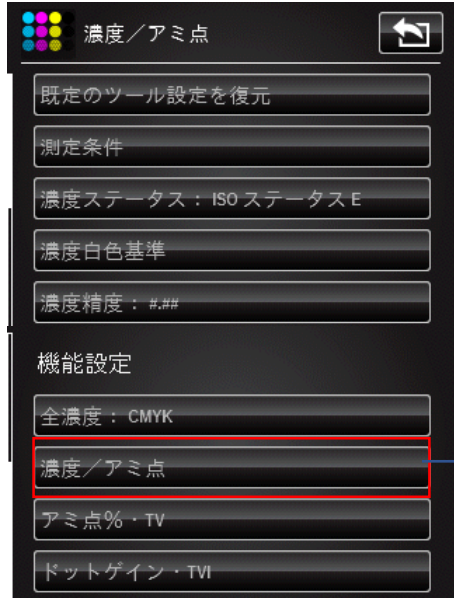 濃度／アミ点
既定のツール設定を復元
測定条件
濃度ステータス： ISO ステータス E
濃度白色基準
濃度精度： #.##
機能設定
全濃度： CMYK
濃度／アミ点
アミ点%・TV
ドットゲイン・TVI